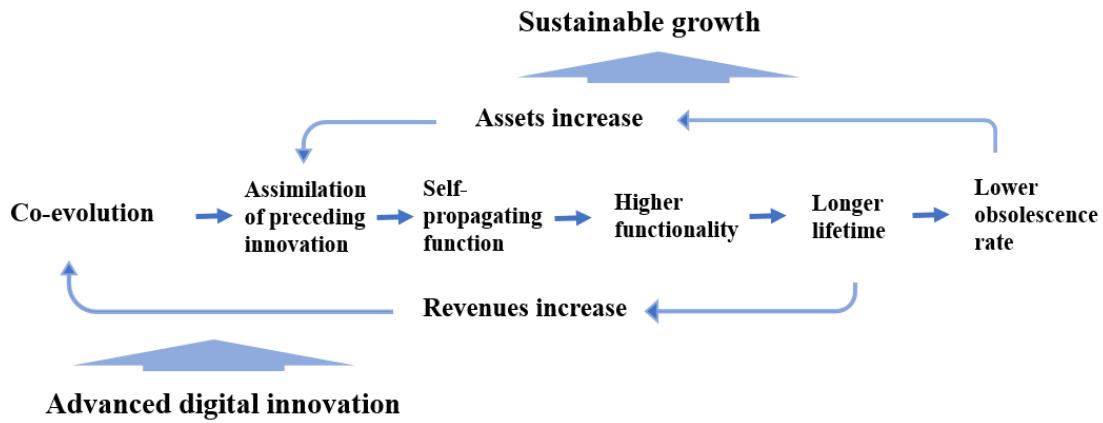 Sustainable growth
Assets increase
Co-evolution
Assimilation
of preceding
innovation
Self-
propagating
function
Higher
functionality
Longer
lifetime
Lower
obsolescence
rate
Revenues increase
Advanced digital innovation